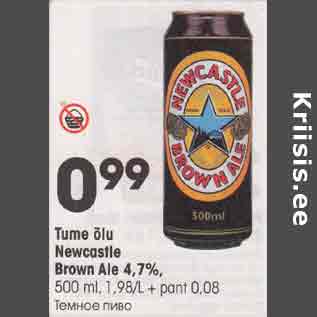 NEWCASTLE
BROWN ALE
500ml
Kriisis.ee
0 99
Tume õlu
Newcastle
Brown Ale 4,7%,
500 ml, 1,98/L + pant 0,08
Темное пиво